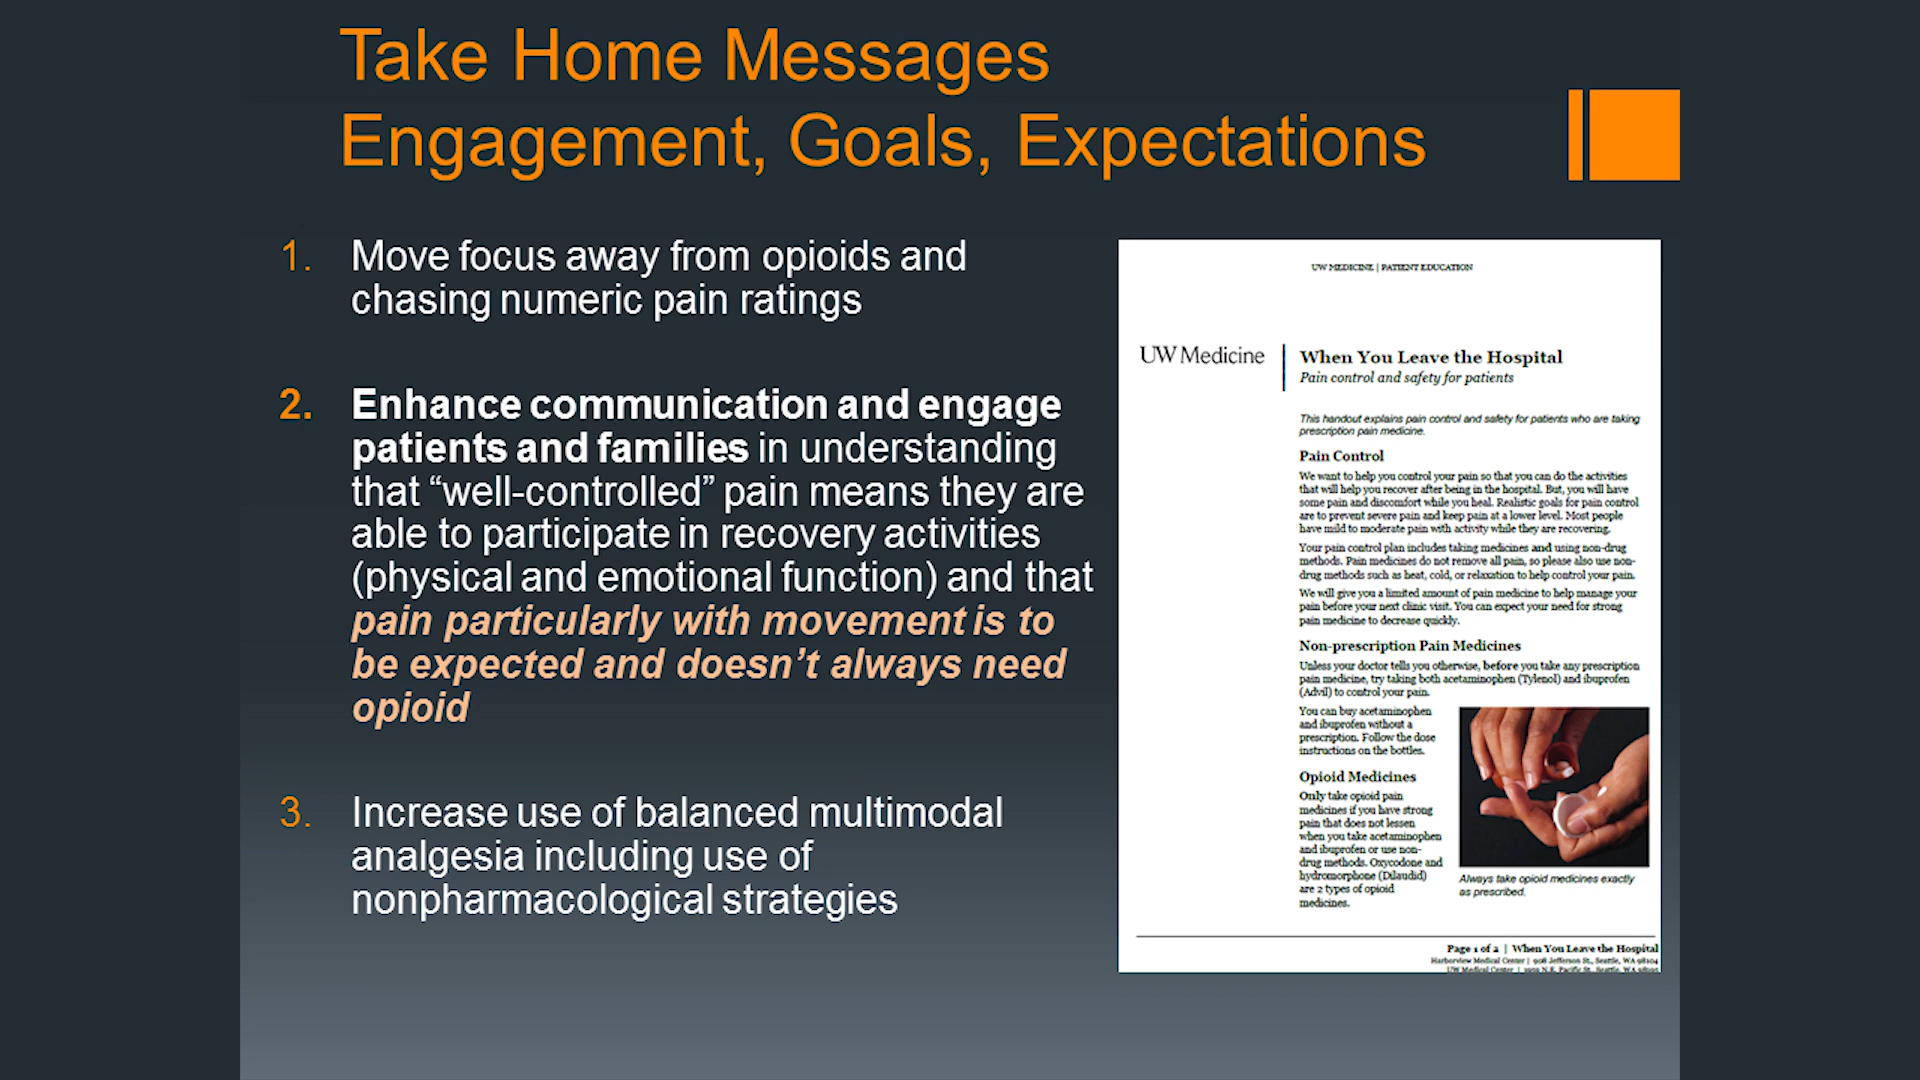 Take Home Messages
Engagement, Goals, Expectations
1. Move focus away from opioids and
chasing numeric pain ratings
2. Enhance communication and engage
patients and families in understanding
that “well-controlled” pain means they are
able to participate in recovery activities
(physical and emotional function) and that
pain particularly with movement is to
be expected and doesn’t always need
opioid
3. Increase use of balanced multimodal
analgesia including use of
nonpharmacological strategies
UW MEDICINE | PATIENT EDUCATION
UW Medicine
When You Leave the Hospital
Pain control and safety for patients
This handout explains pain control and safety for patients who are taking
prescription pain medicine.
Pain Control
We want to help you control your pain so that you can do the activities
that will help you recover after being in the hospital. But, you will have
some pain and discomfort while you heal. Realistic goals for pain control
are to prevent severe pain and keep pain at a lower level. Most people
have mild to moderate pain with activity while they are recovering.
Your pain control plan includes taking medicines and using non-drug
methods. Pain medicines do not remove all pain, so please also use non-
drug methods such as heat, cold, or relaxation to help control your pain.
We will give you a limited amount of pain medicine to help manage your
pain before your next clinic visit. You can expect your need for strong
pain medicine to decrease quickly.
Non-prescription Pain Medicines
Unless your doctor tells you otherwise, before you take any prescription
pain medicine, try taking both acetaminophen (Tylenol) and ibuprofen
(Advil) to control your pain.
You can buy acetaminophen
and ibuprofen without a
prescription. Follow the dose
instructions on the bottles.
Opioid Medicines
Only take opioid pain
medicines if you have strong
pain that does not lessen
when you take acetaminophen
and ibuprofen or use non-
drug methods. Oxycodone and
hydromorphone (Dilaudid)
are 2 types of opioid
medicines.
Always take opioid medicines exactly
as prescribed.
Page 1 of 2 | When You Leave the Hospital
Harborview Medical Center | 908 Jefferson St., Seattle, WA 98104
UW Medical Center | N.E. Pacific St., Seattle, WA